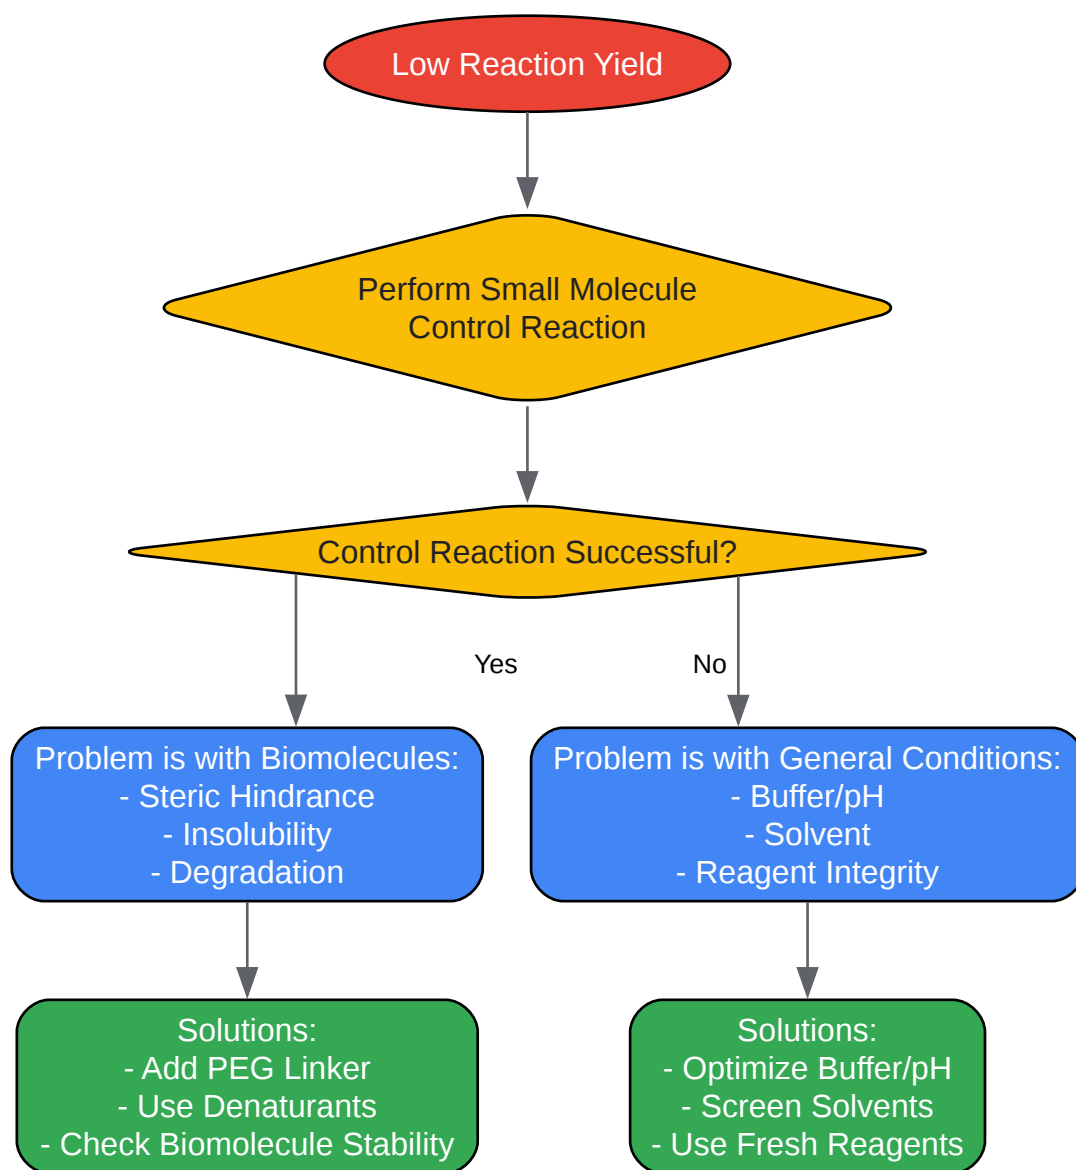 Low Reaction Yield
Perform Small Molecule
Control Reaction
Control Reaction Successful?
Yes
No
Problem is with Biomolecules:
- Steric Hindrance
- Insolubility
- Degradation
Problem is with General Conditions:
- Buffer/pH
- Solvent
- Reagent Integrity
Solutions:
- Add PEG Linker
- Use Denaturants
- Check Biomolecule Stability
Solutions:
- Optimize Buffer/pH
- Screen Solvents
- Use Fresh Reagents